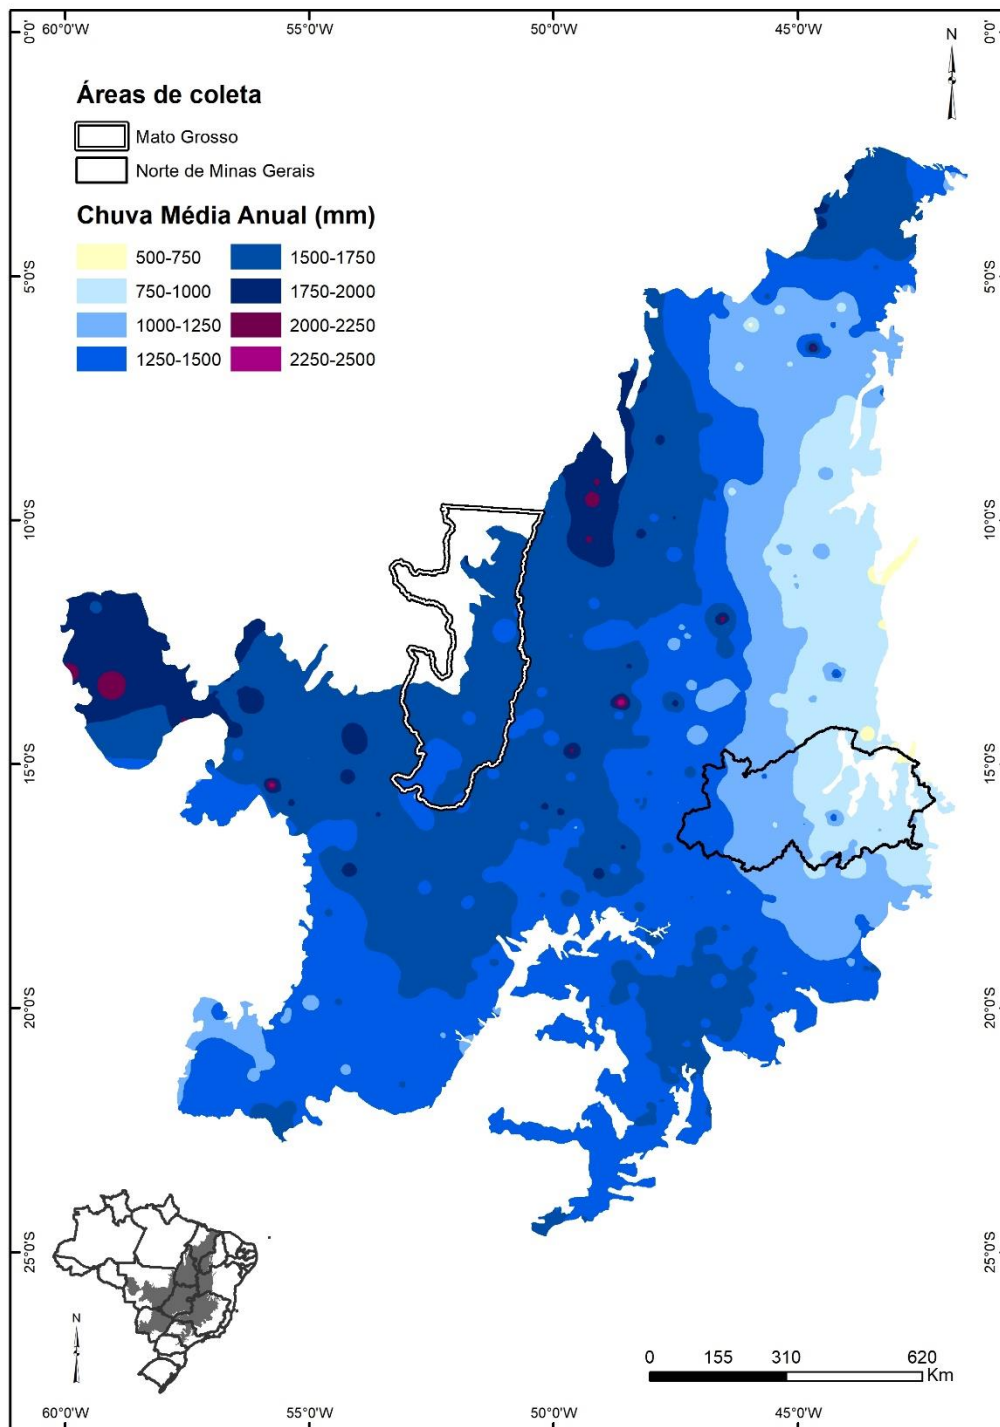 60°0'W 55°0'W 50°0'W 45°0'W
0°0' 0°0'
N
Áreas de coleta
Mato Grosso
Norte de Minas Gerais
Chuva Média Anual (mm)
500-750 1500-1750
750-1000 1750-2000
1000-1250 2000-2250
1250-1500 2250-2500
5°0'S 5°0'S
10°0'S 10°0'S
15°0'S 15°0'S
20°0'S 20°0'S
25°0'S 25°0'S
N
0 155 310 620
Km
60°0'W 55°0'W 50°0'W 45°0'W